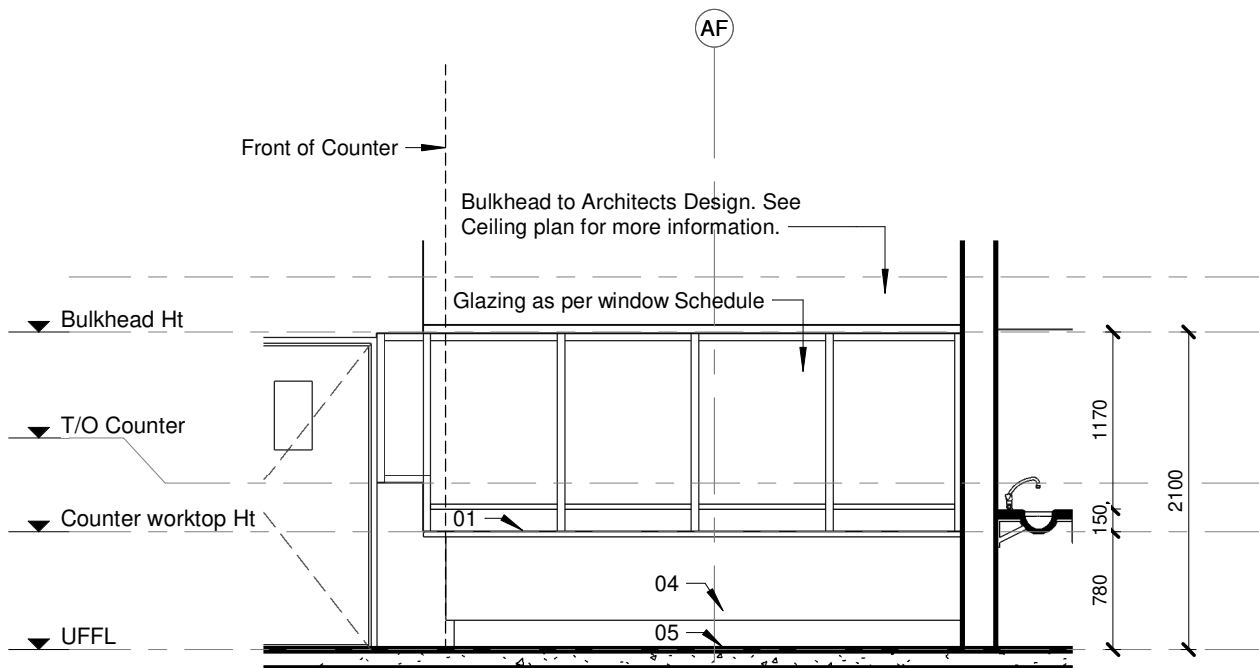 AF
Front of Counter
Bulkhead to Architects Design. See
Ceiling plan for more information.
Glazing as per window Schedule
Bulkhead Ht
T/O Counter
Counter worktop Ht
01
04
UFFL
05
1170
150
780
2100